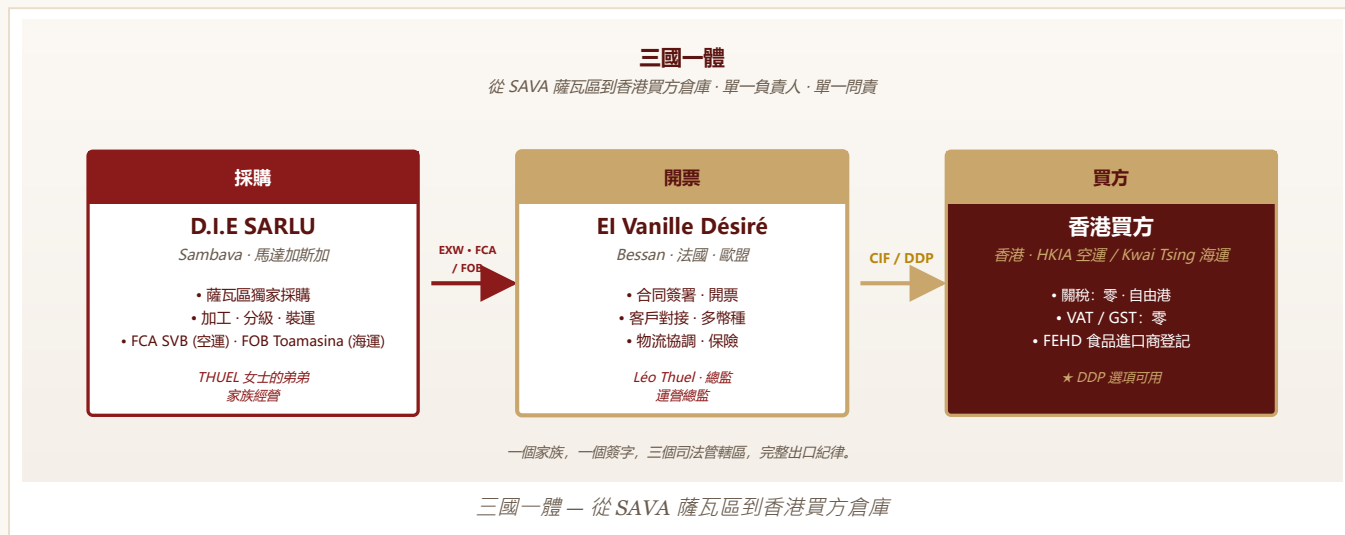 三國一體
從 SAVA 薩瓦區到香港買方倉庫 · 單一負責人 · 單一問責
採購
D.I.E SARLU
Sambava · 馬達加斯加
• 薩瓦區獨家採購
• 加工 · 分級 · 裝運
• FCA SVB (空運) · FOB Toamasina (海運)
THUEL 女士的弟弟
家族經營
EXW • FCA
/ FOB
開票
EI Vanille Désiré
Bessan · 法國 · 歐盟
• 合同簽署 · 開票
• 客戶對接 · 多幣種
• 物流協調 · 保險
Léo Thuel · 總監
運營總監
CIF / DDP
買方
香港買方
香港 · HKIA 空運 / Kwai Tsing 海運
• 關稅：零 · 自由港
• VAT / GST：零
• FEHD 食品進口商登記
★ DDP 選項可用
一個家族，一個簽字，三個司法管轄區，完整出口紀律。
三國一體 — 從 SAVA 薩瓦區到香港買方倉庫